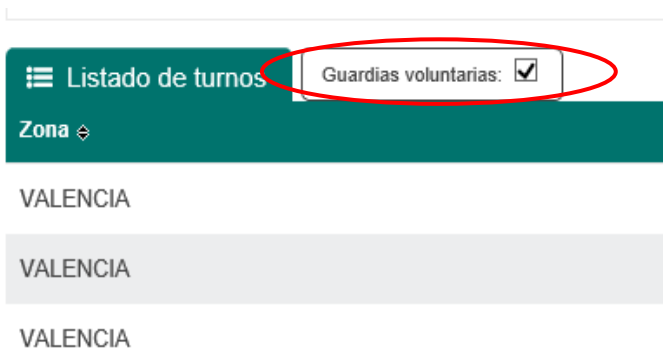 Listado de turnos
Guardias voluntarias:
Zona
VALENCIA
VALENCIA
VALENCIA